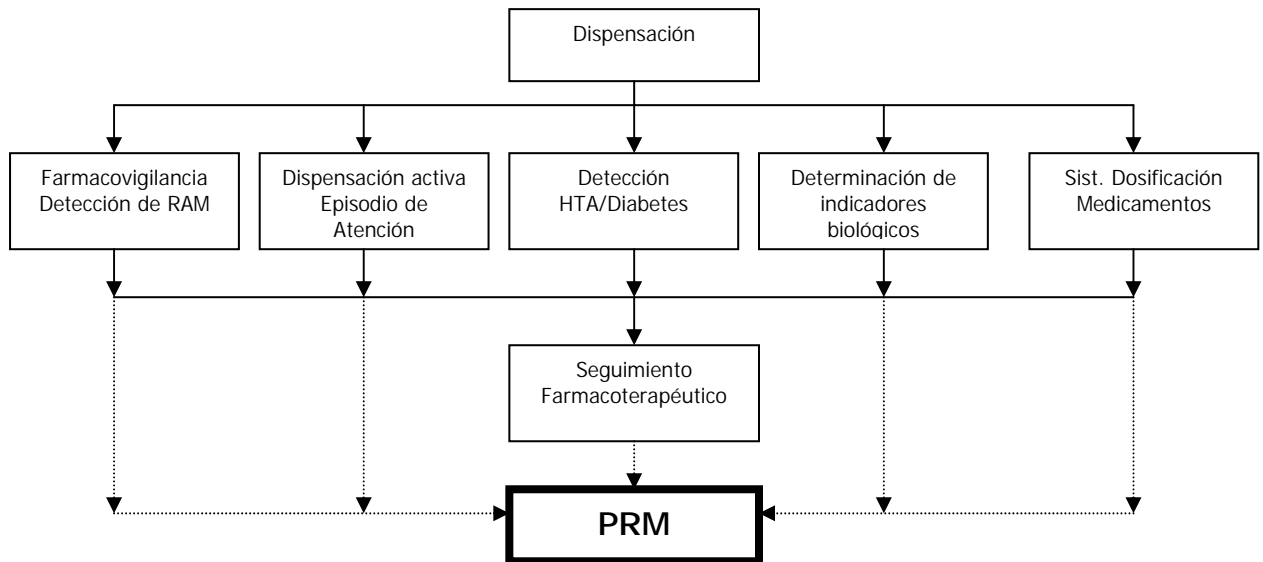 Dispensación
Farmacovigilancia
Detección de RAM
Dispensación activa
Episodio de
Atención
Detección
HTA/Diabetes
Determinación de
indicadores
biológicos
Sist. Dosificación
Medicamentos
Seguimiento
Farmacoterapéutico
PRM